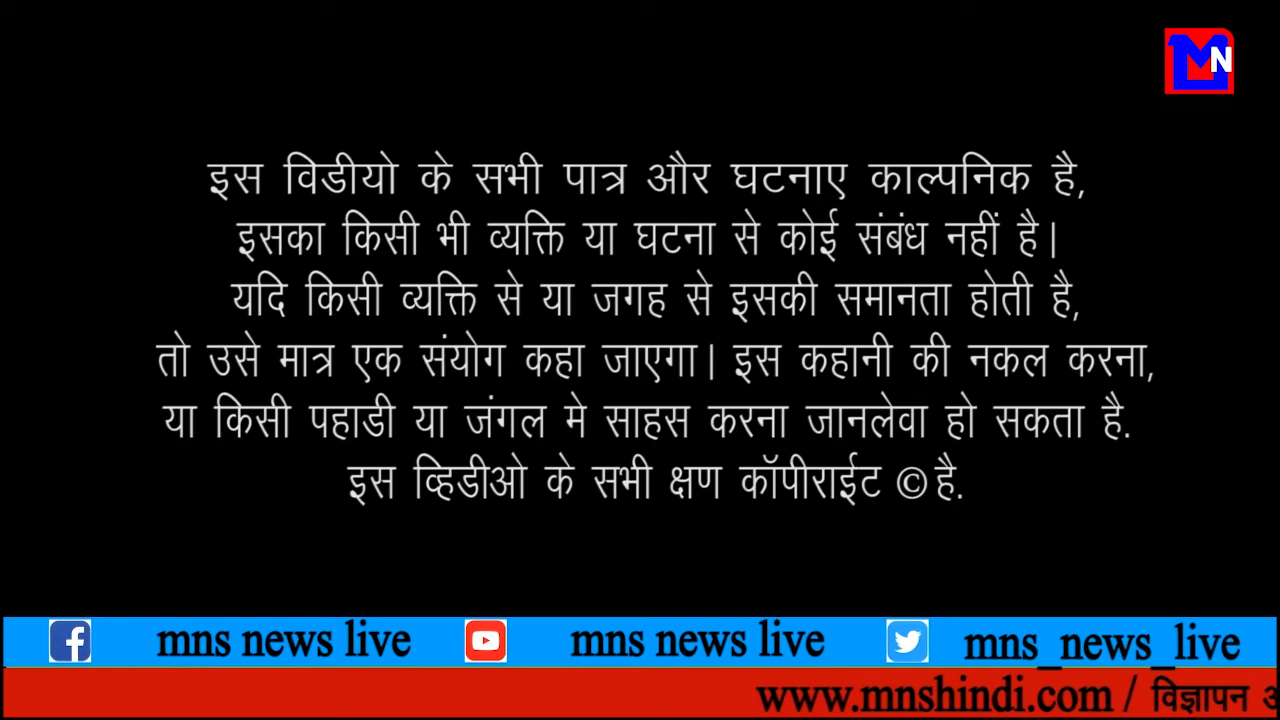 MN
इस विडीयो के सभी पात्र और घटनाए काल्पनिक है,
इसका किसी भी व्यक्ति या घटना से कोई संबंध नहीं है।
यदि किसी व्यक्ति से या जगह से इसकी समानता होती है,
तो उसे मात्र एक संयोग कहा जाएगा। इस कहानी की नकल करना,
या किसी पहाडी या जंगल मे साहस करना जानलेवा हो सकता है.
इस व्हिडीओ के सभी क्षण कॉपीराईट © है.
mns news live mns news live mns_news_live
www.mnshindi.com / विज्ञापन